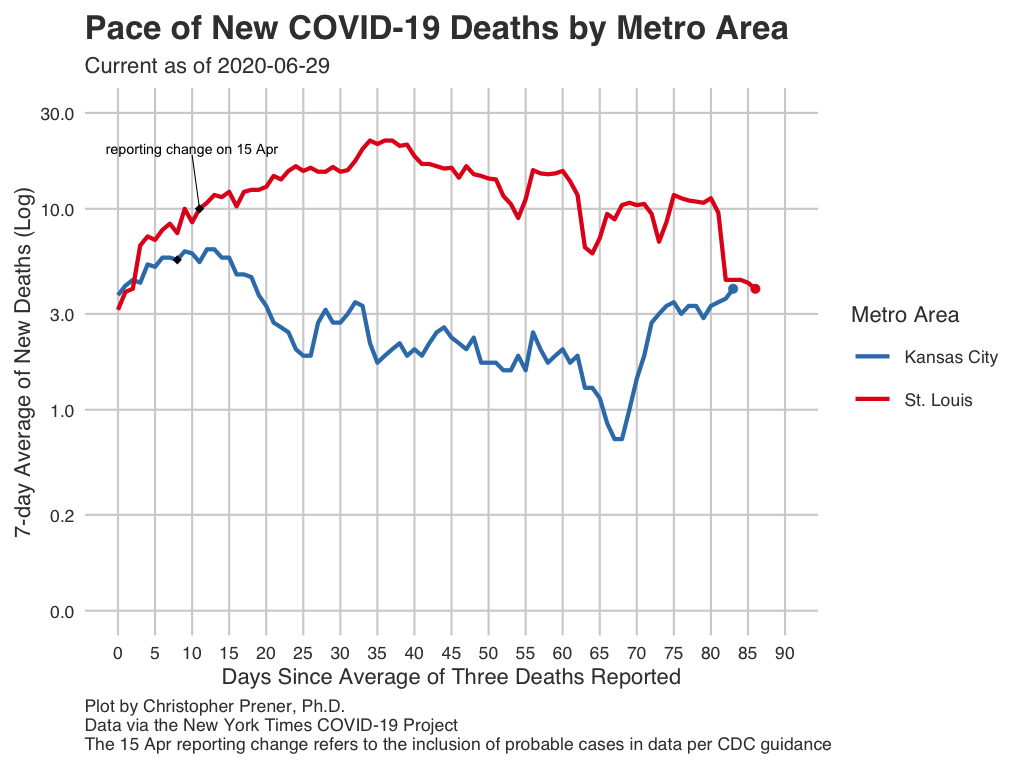 Pace of New COVID-19 Deaths by Metro Area
Current as of 2020-06-29
30.0
reporting change on 15 Apr
10.0
3.0
1.0
0.2
0.0
7-day Average of New Deaths (Log)
0 5 10 15 20 25 30 35 40 45 50 55 60 65 70 75 80 85 90
Days Since Average of Three Deaths Reported
Metro Area
Kansas City
St. Louis
Plot by Christopher Prener, Ph.D.
Data via the New York Times COVID-19 Project
The 15 Apr reporting change refers to the inclusion of probable cases in data per CDC guidance